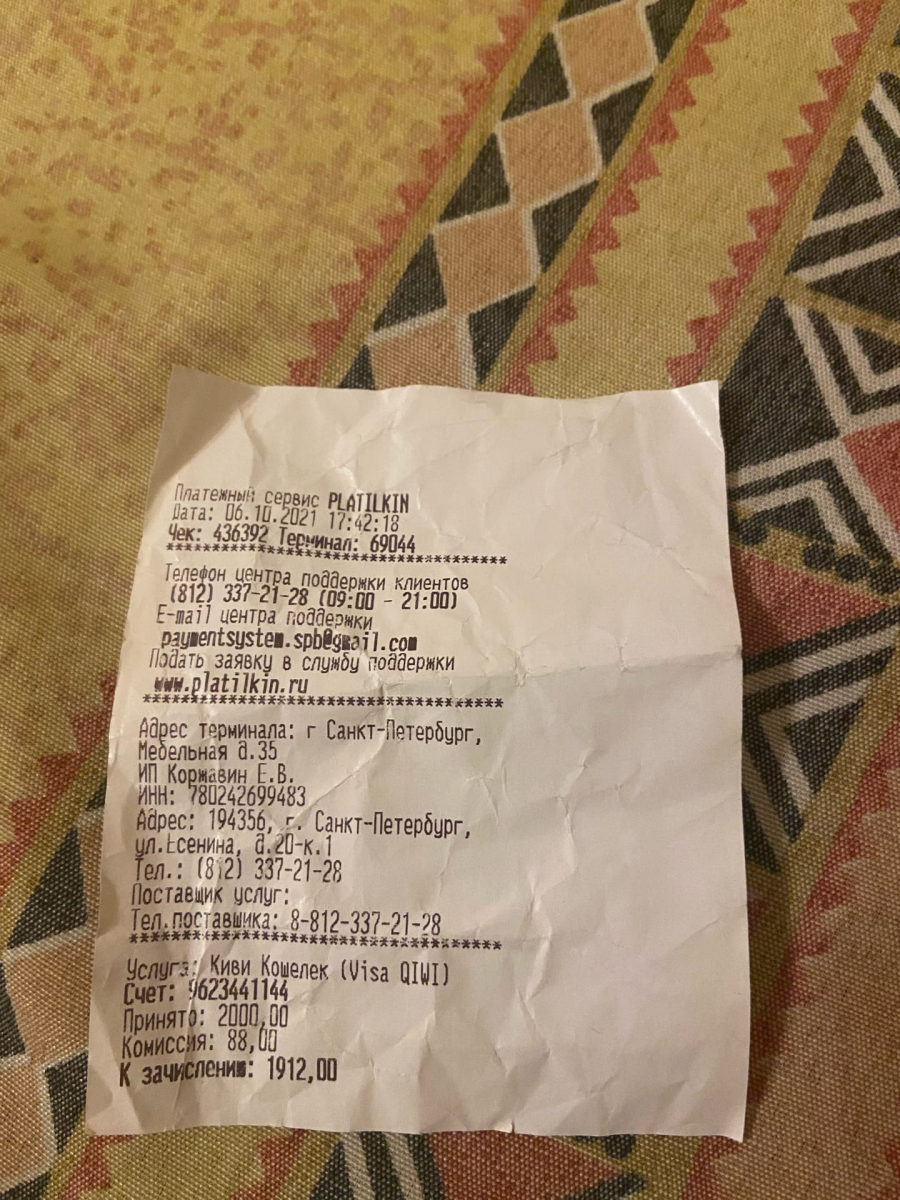 Платежный сервис PLATILKIN
Дата: 06.10.2021 17:42:18
Чек: 436392 Терминал: 69044
**********************************
Телефон центра поддержки клиентов
(812) 337-21-28 (09:00 - 21:00)
E-mail центра поддержки
paymentsystem.spb@gmail.com
Подать заявку в службу поддержки
www.platilkin.ru
**********************************
Адрес терминала: г Санкт-Петербург,
Мебельная д.35
ИП Коржавин Е.В.
ИНН: 780242699483
Адрес: 194356, г. Санкт-Петербург,
ул.Есенина, д.20-к.1
Тел.: (812) 337-21-28
Поставщик услуг:
Тел.поставшика: 8-812-337-21-28
**********************************
Услуга: Киви Кошелек (Visa QIWI)
Счет: 9623441144
Принято: 2000,00
Комиссия: 88,00
К зачислению: 1912,00